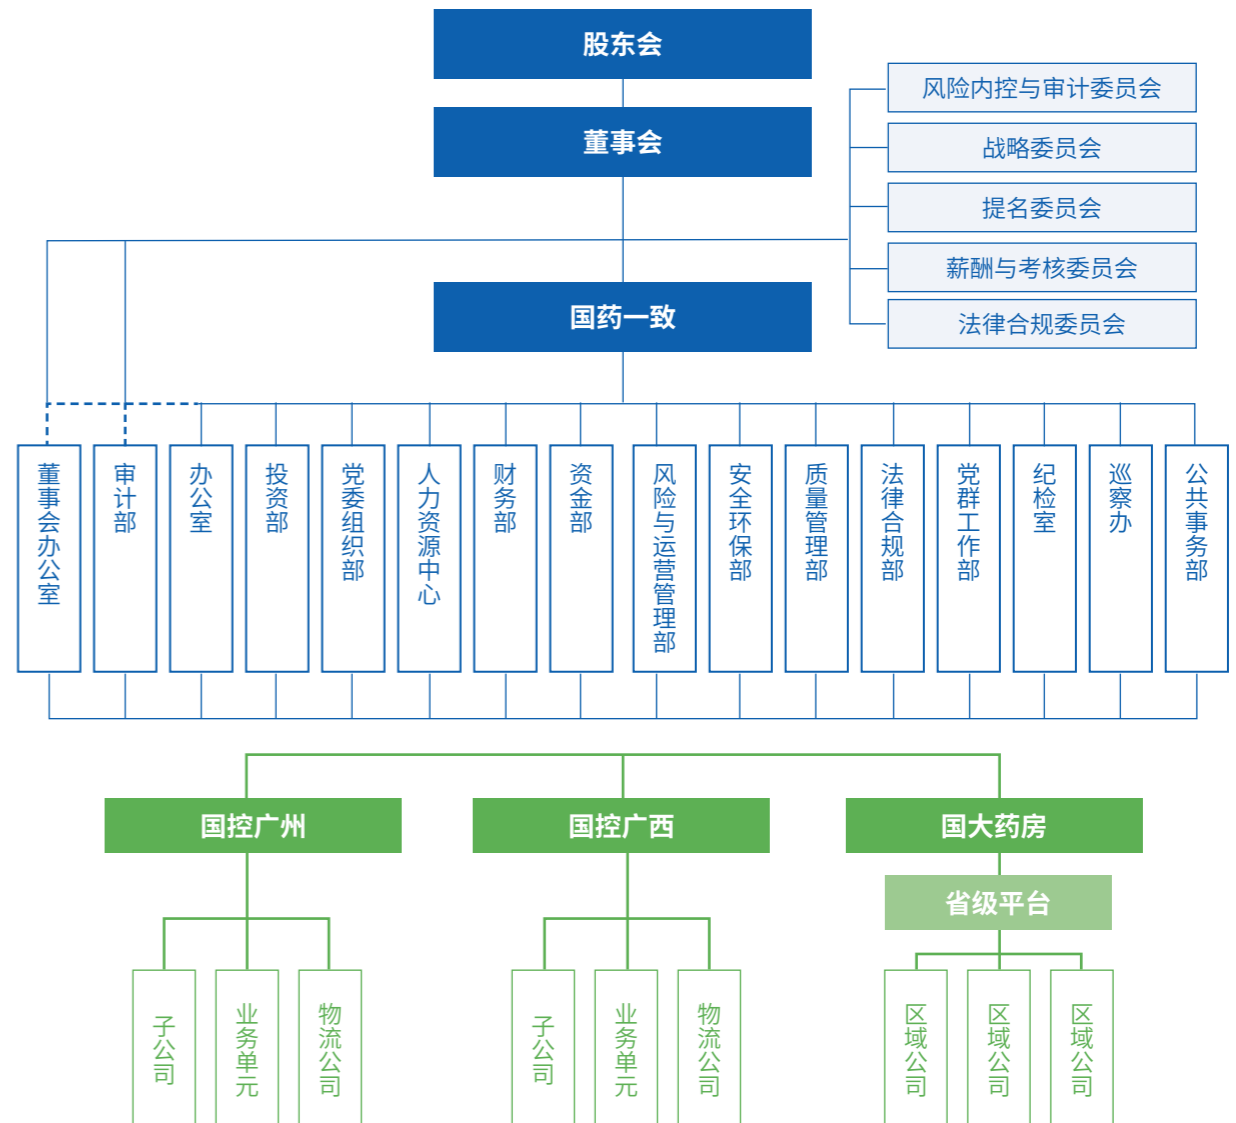 股东会
董事会
风险内控与审计委员会
战略委员会
提名委员会
薪酬与考核委员会
法律合规委员会
国药一致
董事会办公室
审计部
办公室
投资部
党委组织部
人力资源中心
财务部
资金部
风险与运营管理部
安全环保部
质量管理部
法律合规部
党群工作部
纪检室
巡察办
公共事务部
国控广州
国控广西
国大药房
省级平台
子公司
业务单元
物流公司
子公司
业务单元
物流公司
区域公司
区域公司
区域公司